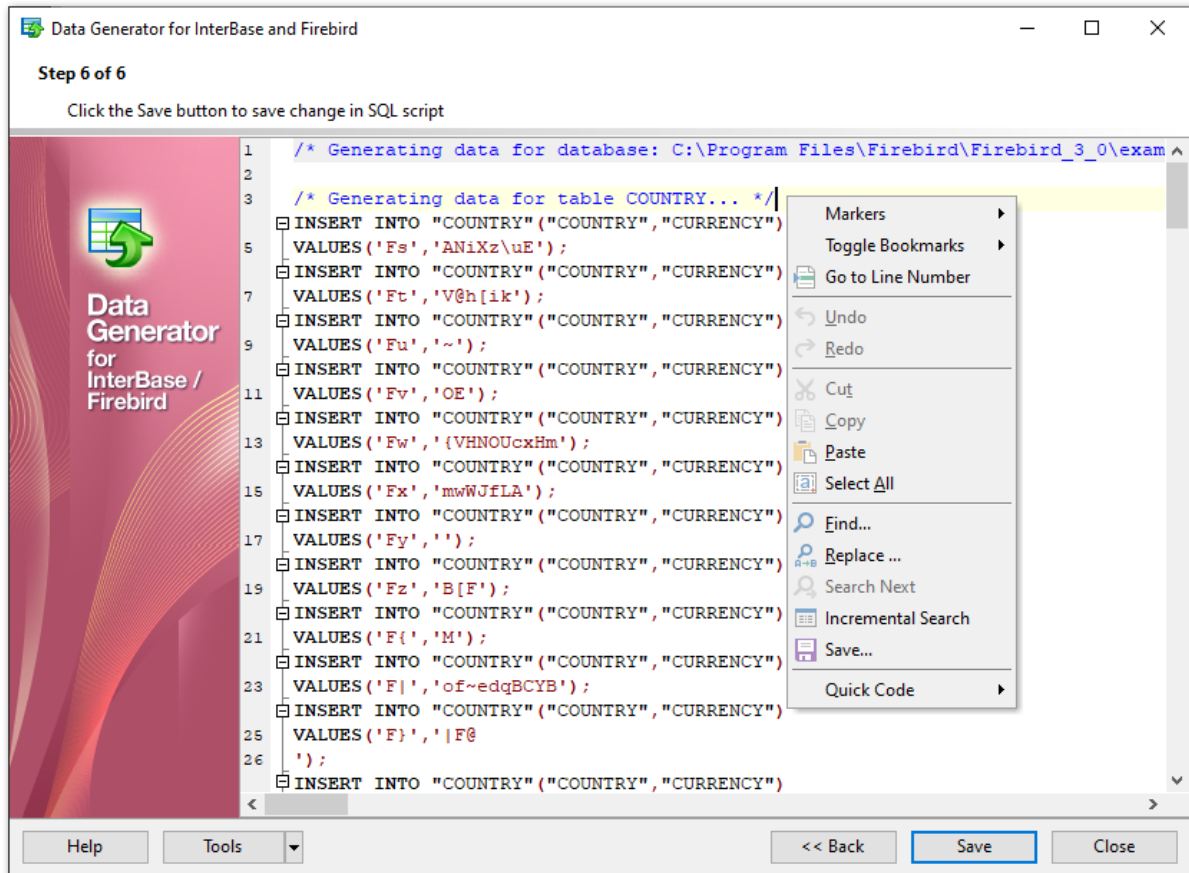 Data Generator for InterBase and Firebird
Step 6 of 6
Click the Save button to save change in SQL script
Data
Generator
for
InterBase /
Firebird
1 /* Generating data for database: C:\Program Files\Firebird\Firebird_3_0\exam
2
3 /* Generating data for table COUNTRY... */
INSERT INTO "COUNTRY"("COUNTRY","CURRENCY")
5 VALUES('Fs','ANiXz\uE');
INSERT INTO "COUNTRY"("COUNTRY","CURRENCY")
7 VALUES('Ft','V@h[ik');
INSERT INTO "COUNTRY"("COUNTRY","CURRENCY")
9 VALUES('Fu','~');
INSERT INTO "COUNTRY"("COUNTRY","CURRENCY")
11 VALUES('Fv','OE');
INSERT INTO "COUNTRY"("COUNTRY","CURRENCY")
13 VALUES('Fw','{VHNOUcxHm');
INSERT INTO "COUNTRY"("COUNTRY","CURRENCY")
15 VALUES('Fx','mwWJfLA');
INSERT INTO "COUNTRY"("COUNTRY","CURRENCY")
17 VALUES('Fy','');
INSERT INTO "COUNTRY"("COUNTRY","CURRENCY")
19 VALUES('Fz','B[F');
INSERT INTO "COUNTRY"("COUNTRY","CURRENCY")
21 VALUES('F{','M');
INSERT INTO "COUNTRY"("COUNTRY","CURRENCY")
23 VALUES('F|','of~edqBCYB');
INSERT INTO "COUNTRY"("COUNTRY","CURRENCY")
25 VALUES('F}','|F@
26 ');
INSERT INTO "COUNTRY"("COUNTRY","CURRENCY")
Markers
Toggle Bookmarks
Go to Line Number
Undo
Redo
Cut
Copy
Paste
Select All
Find...
Replace ...
Search Next
Incremental Search
Save...
Quick Code
Help
Tools
<< Back
Save
Close